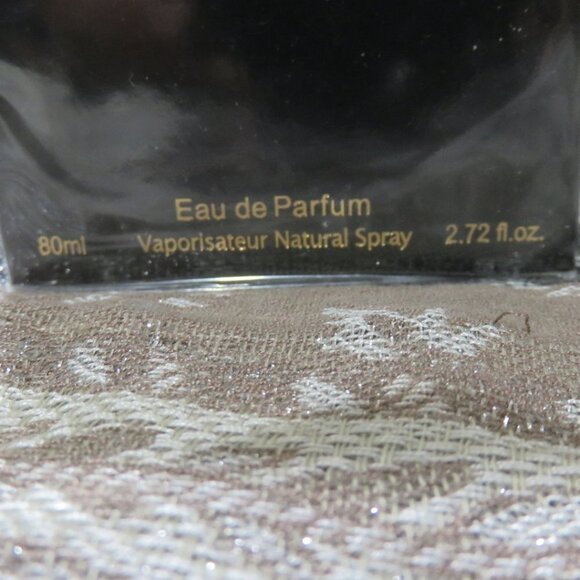 Eau de Parfum
80ml Vaporisateur Natural Spray 2.72 fl.oz.